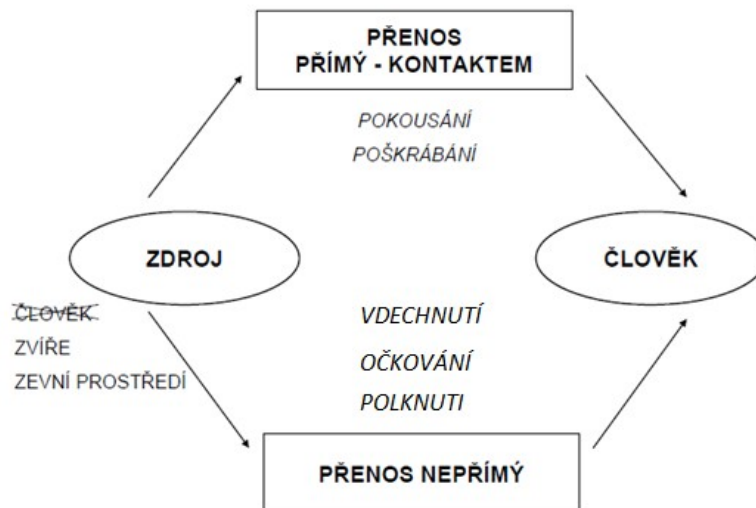 PŘENOS
PŘÍMÝ - KONTAKTEM
POKOUSÁNÍ
POŠKRÁBÁNÍ
ZDROJ
ČLOVĚK
ČLOVĚK
ZVÍŘE
ZEVNÍ PROSTŘEDÍ
VDECHNUTÍ
OČKOVÁNÍ
POLKNUTI
PŘENOS NEPŘÍMÝ